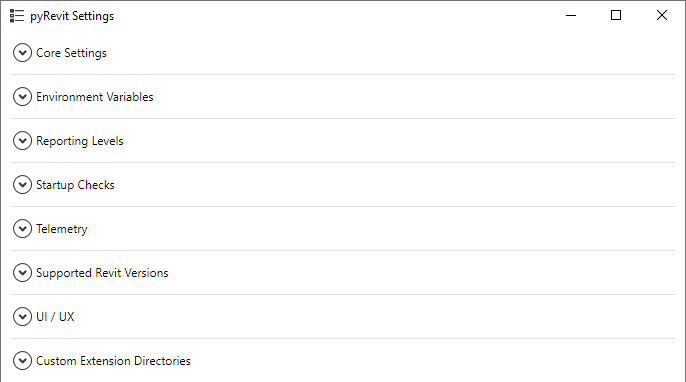 pyRevit Settings
Core Settings
Environment Variables
Reporting Levels
Startup Checks
Telemetry
Supported Revit Versions
UI / UX
Custom Extension Directories